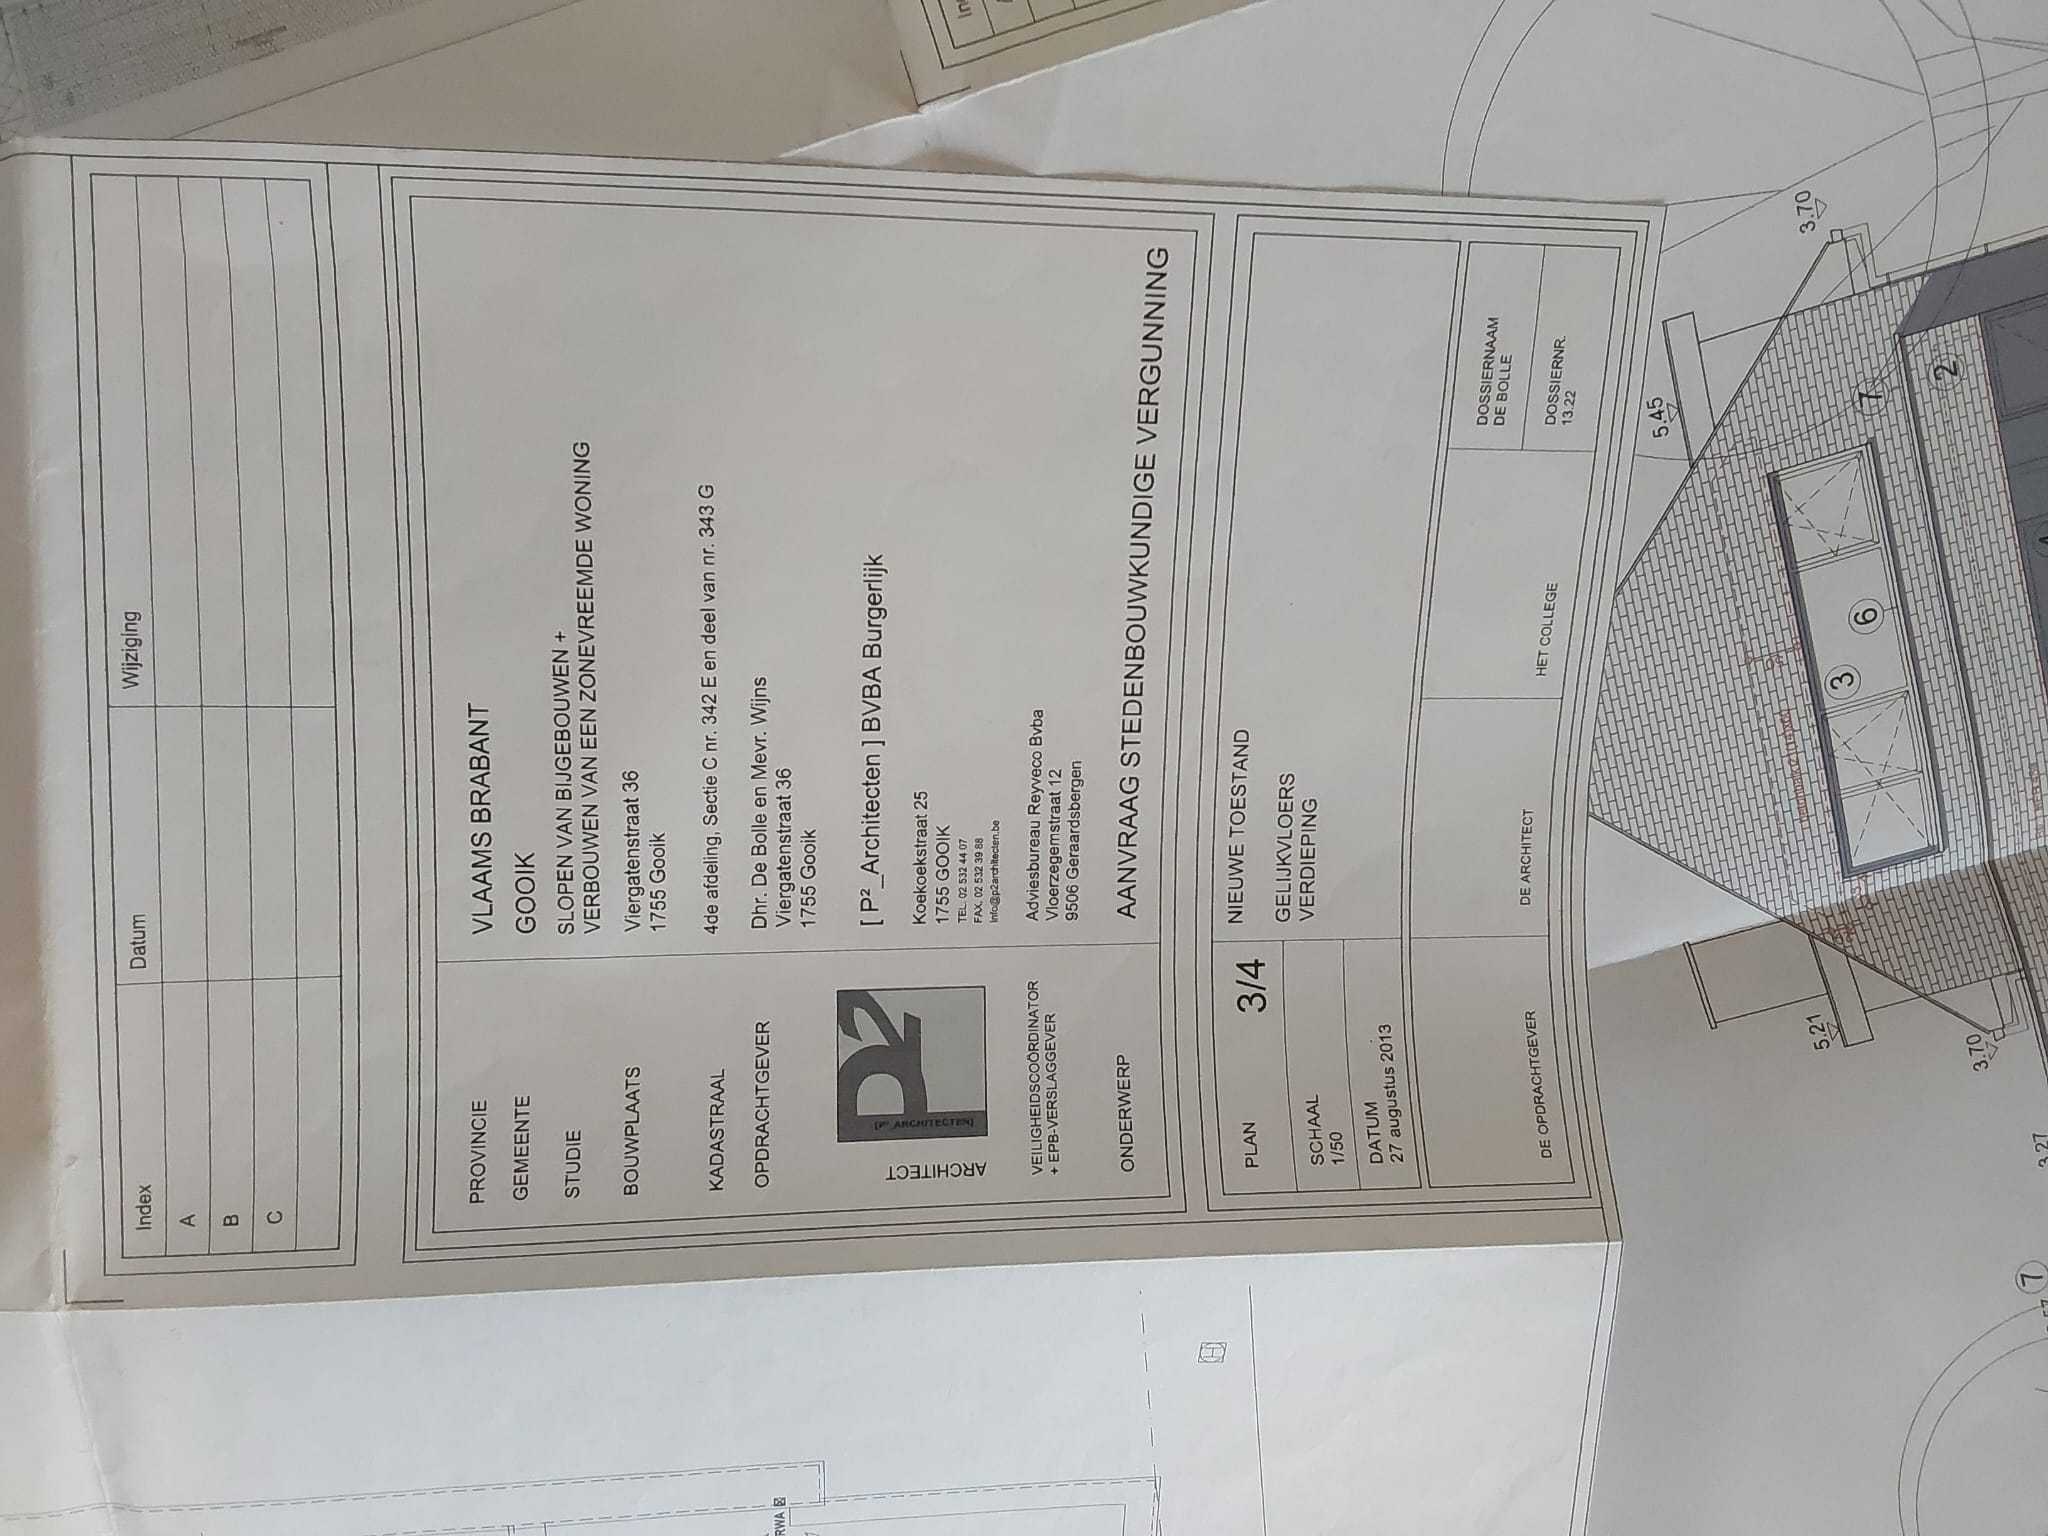 Index Datum Wijziging
A
B
C
PROVINCIE VLAAMS BRABANT
GEMEENTE GOOIK
STUDIE SLOPEN VAN BIJGEBOUWEN +
VERBOUWEN VAN EEN ZONEVREEMDE WONING
BOUWPLAATS Viergatenstraat 36
1755 Gooik
KADASTRAAL 4de afdeling, Sectie C nr. 342 E en deel van nr. 343 G
OPDRACHTGEVER Dhr. De Bolle en Mevr. Wijns
Viergatenstraat 36
1755 Gooik
ARCHITECT
P2
[P²_ARCHITECTEN]
[ P²_Architecten ] BVBA Burgerlijk
Koekoekstraat 25
1755 GOOIK
TEL. 02 532 44 07
FAX. 02 532 39 88
info@p2architecten.be
VEILIGHEIDSCOÖRDINATOR
+ EPB-VERSLAGGEVER
Adviesbureau Reyveco Bvba
Vloerzegemstraat 12
9506 Geraardsbergen
ONDERWERP AANVRAAG STEDENBOUWKUNDIGE VERGUNNING
PLAN 3/4
NIEUWE TOESTAND
GELIJKVLOERS
VERDIEPING
SCHAAL
1/50
DATUM
27 augustus 2013
DE OPDRACHTGEVER
DE ARCHITECT
HET COLLEGE
DOSSIERNAAM
DE BOLLE
DOSSIERNR.
13.22
RWA
H
5.45
5.21
3.70
3
6
7
2
3.70
7
3.27